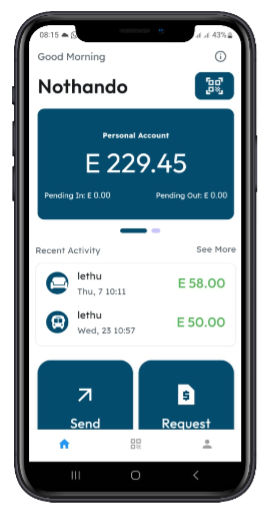 08:15 43%
Good Morning
Nothando
Personal Account
E 229.45
Pending In: E 0.00 Pending Out: E 0.00
Recent Activity See More
lethu
Thu, 7 10:11
E 58.00
lethu
Wed, 23 10:57
E 50.00
Send Request